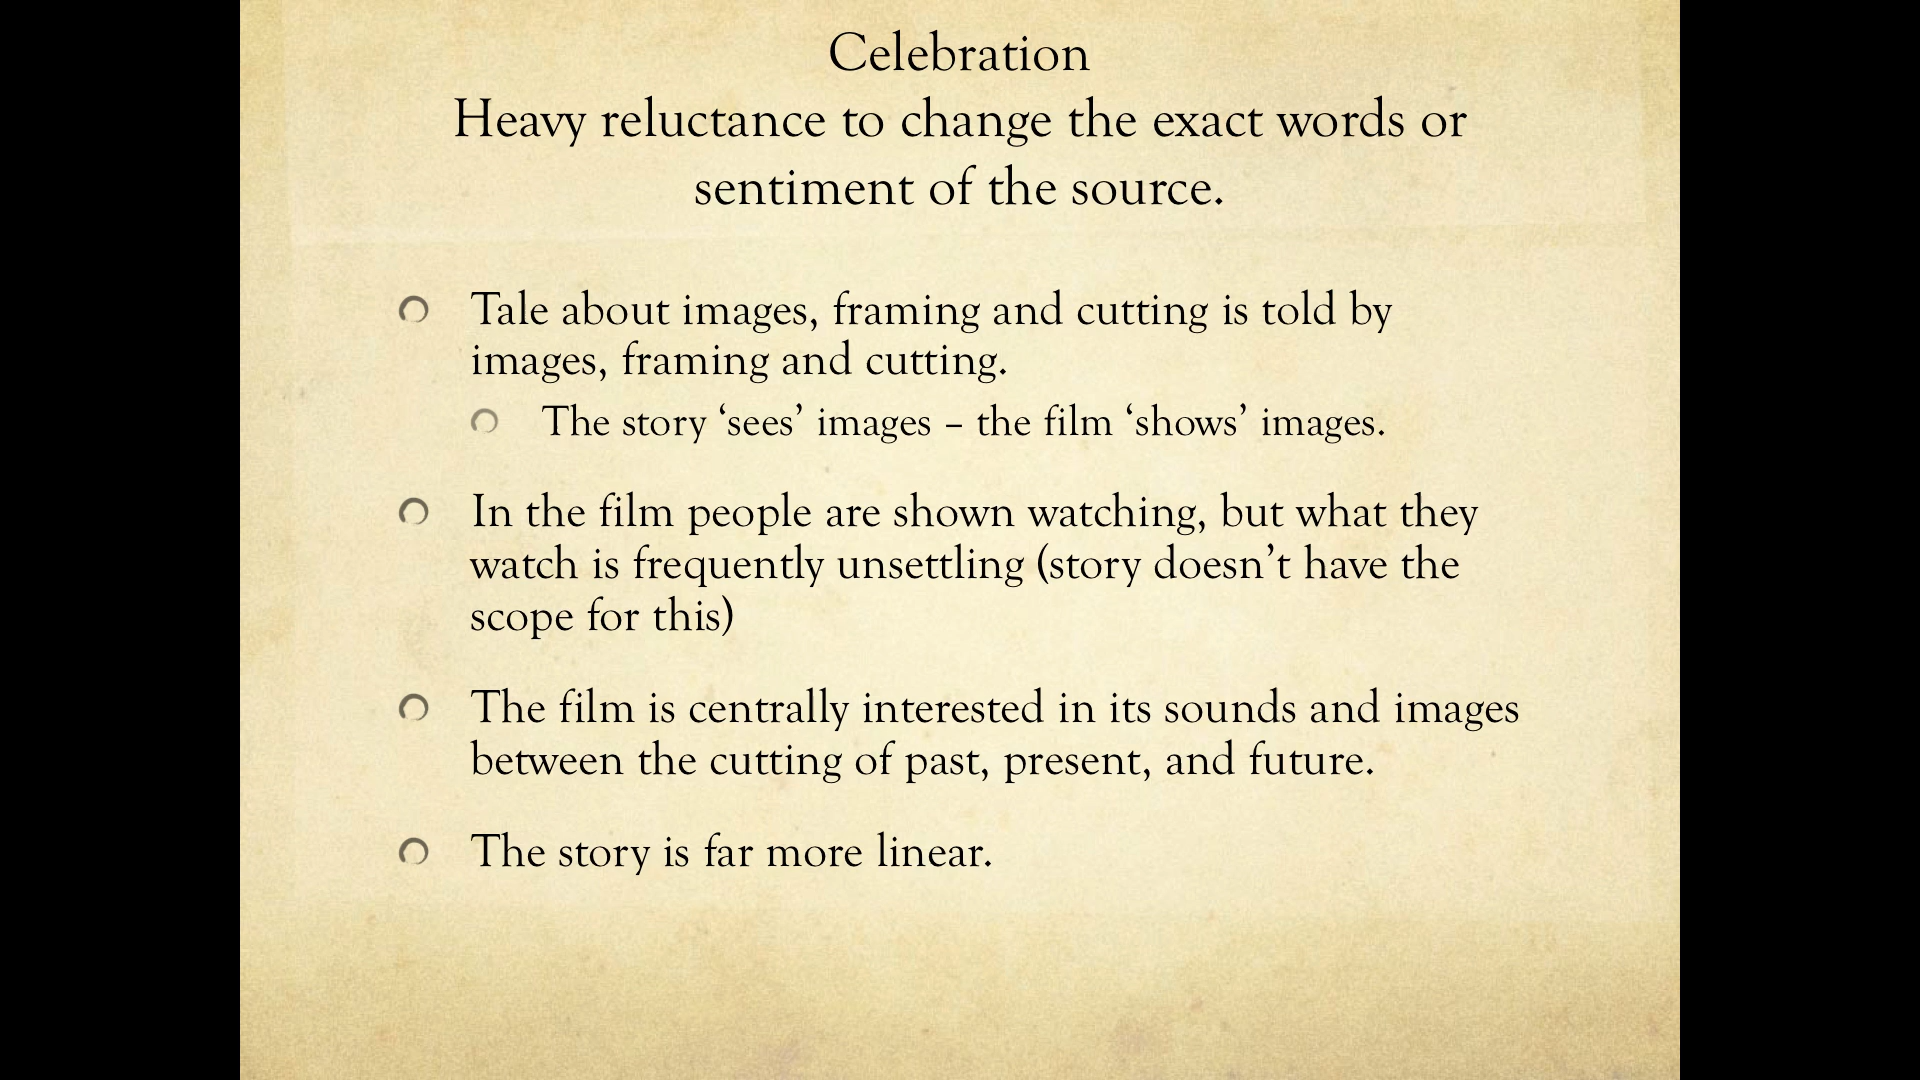 Celebration
Heavy reluctance to change the exact words or
sentiment of the source.
Tale about images, framing and cutting is told by
images, framing and cutting.
The story ‘sees’ images – the film ‘shows’ images.
In the film people are shown watching, but what they
watch is frequently unsettling (story doesn’t have the
scope for this)
The film is centrally interested in its sounds and images
between the cutting of past, present, and future.
The story is far more linear.